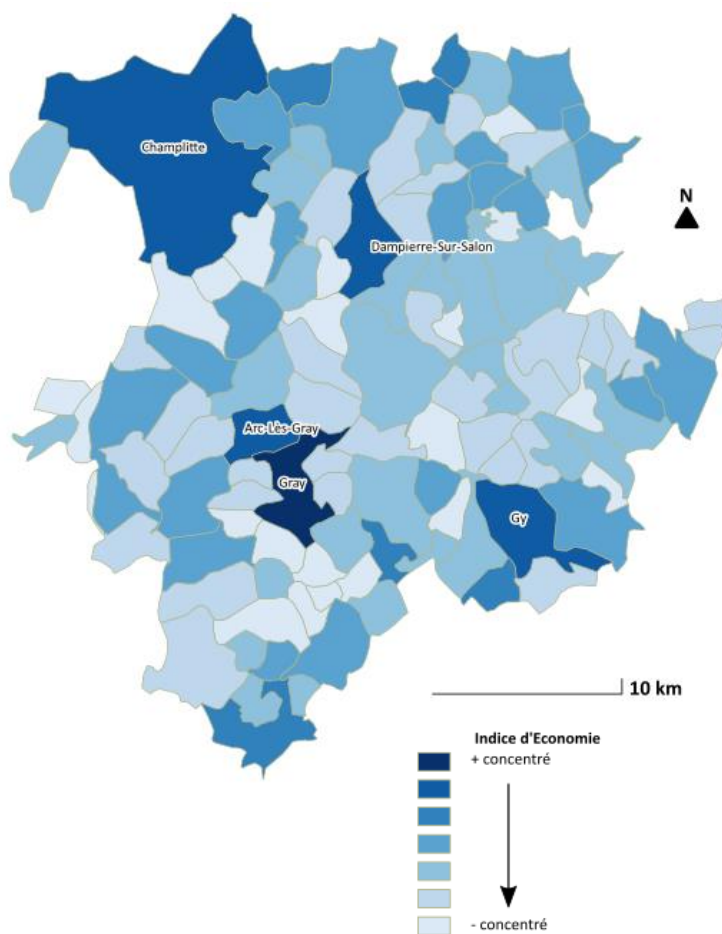 Champlitte
N
Dampierre-Sur-Salon
Arc-Lès-Gray
Gray
Gy
10 km
Indice d'Economie
+ concentré
- concentré